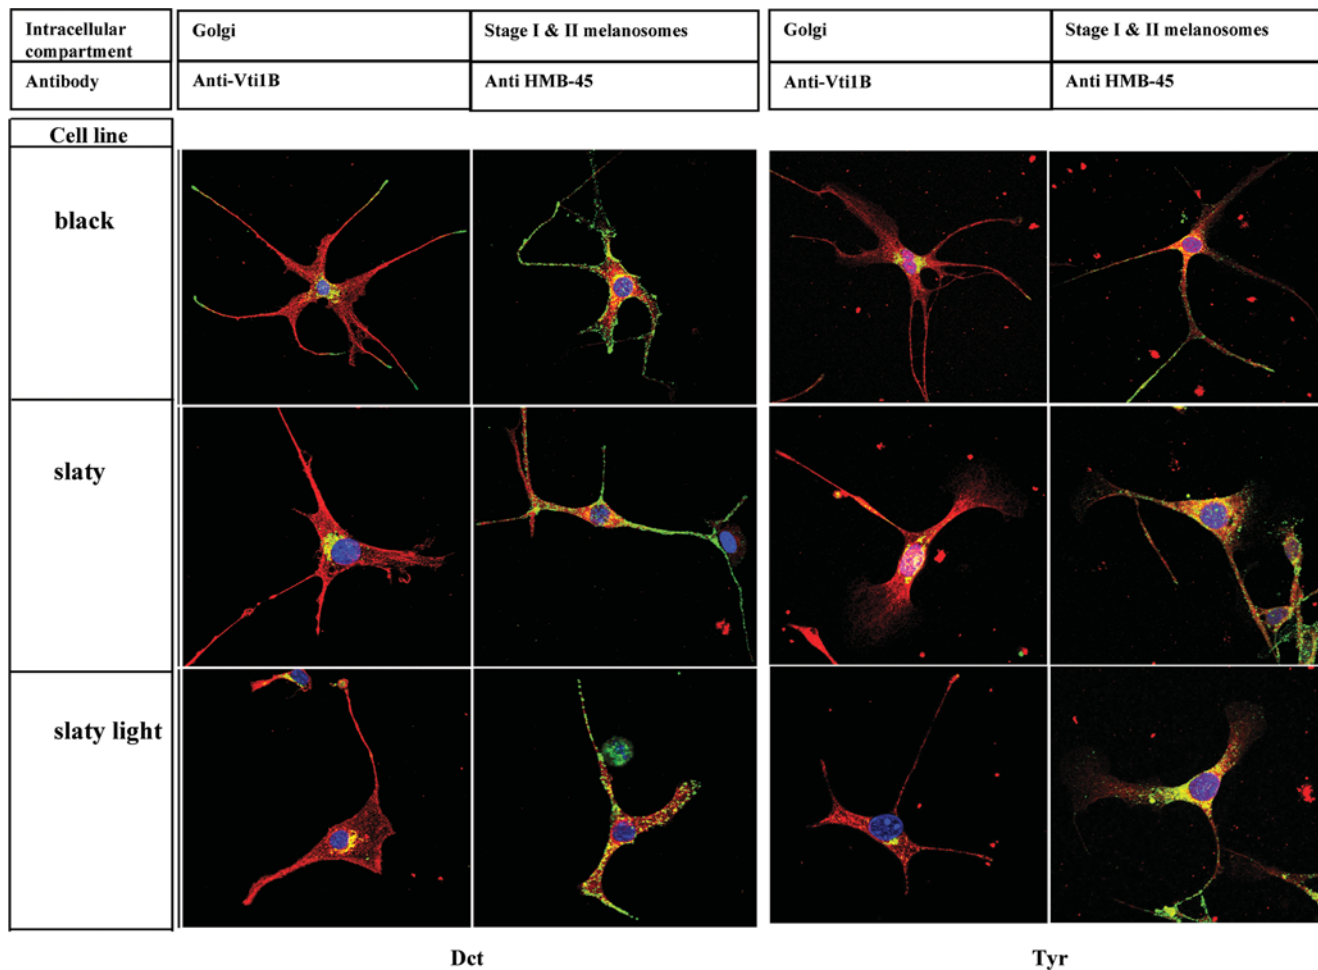 Intracellular
compartment
Golgi
Stage I & II melanosomes
Golgi
Stage I & II melanosomes
Antibody
Anti-Vti1B
Anti HMB-45
Anti-Vti1B
Anti HMB-45
Cell line
black
slaty
slaty light
Dct
Tyr